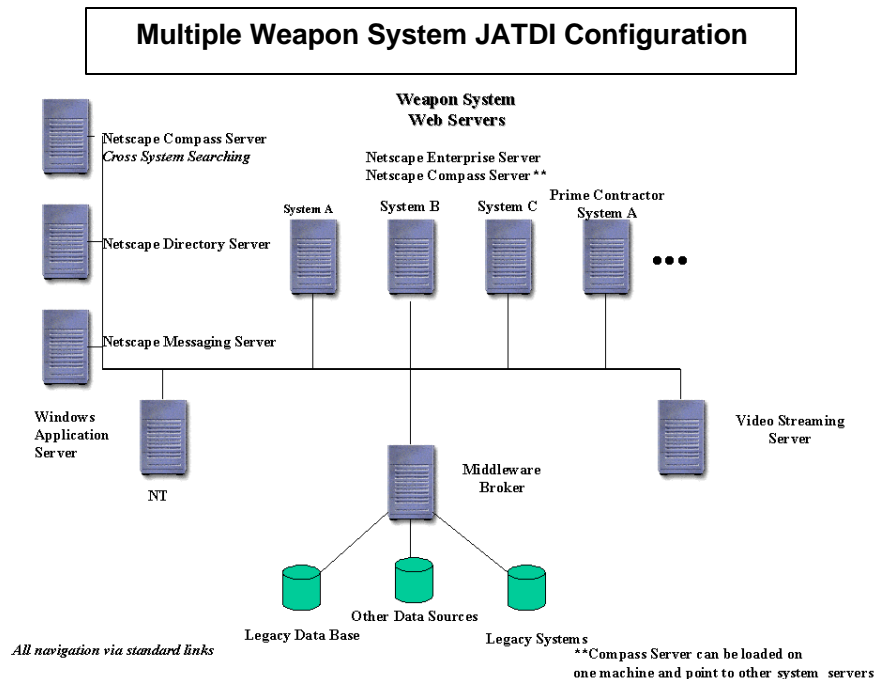 Multiple Weapon System JATDI Configuration
Weapon System
Web Servers
Netscape Compass Server
Cross System Searching
Netscape Enterprise Server
Netscape Compass Server **
Prime Contractor
System A
System A
System B
System C
Netscape Directory Server
Netscape Messaging Server
Windows
Application
Server
NT
Video Streaming
Server
Middleware
Broker
Legacy Data Base
Other Data Sources
Legacy Systems
All navigation via standard links
**Compass Server can be loaded on
one machine and point to other system servers